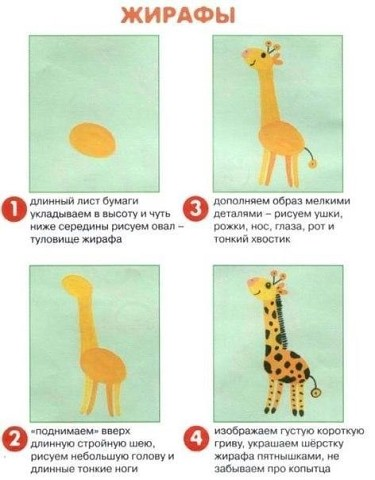 ЖИРАФЫ
1 длинный лист бумаги
укладываем в высоту и чуть
ниже середины рисуем овал –
туловище жирафа
2 «поднимаем» вверх
длинную стройную шею,
рисуем небольшую голову и
длинные тонкие ноги
3 дополняем образ мелкими
деталями – рисуем ушки,
рожки, нос, глаза, рот и
тонкий хвостик
4 изображаем густую короткую
гриву, украшаем шёрстку
жирафа пятнышками, не
забываем про копытца